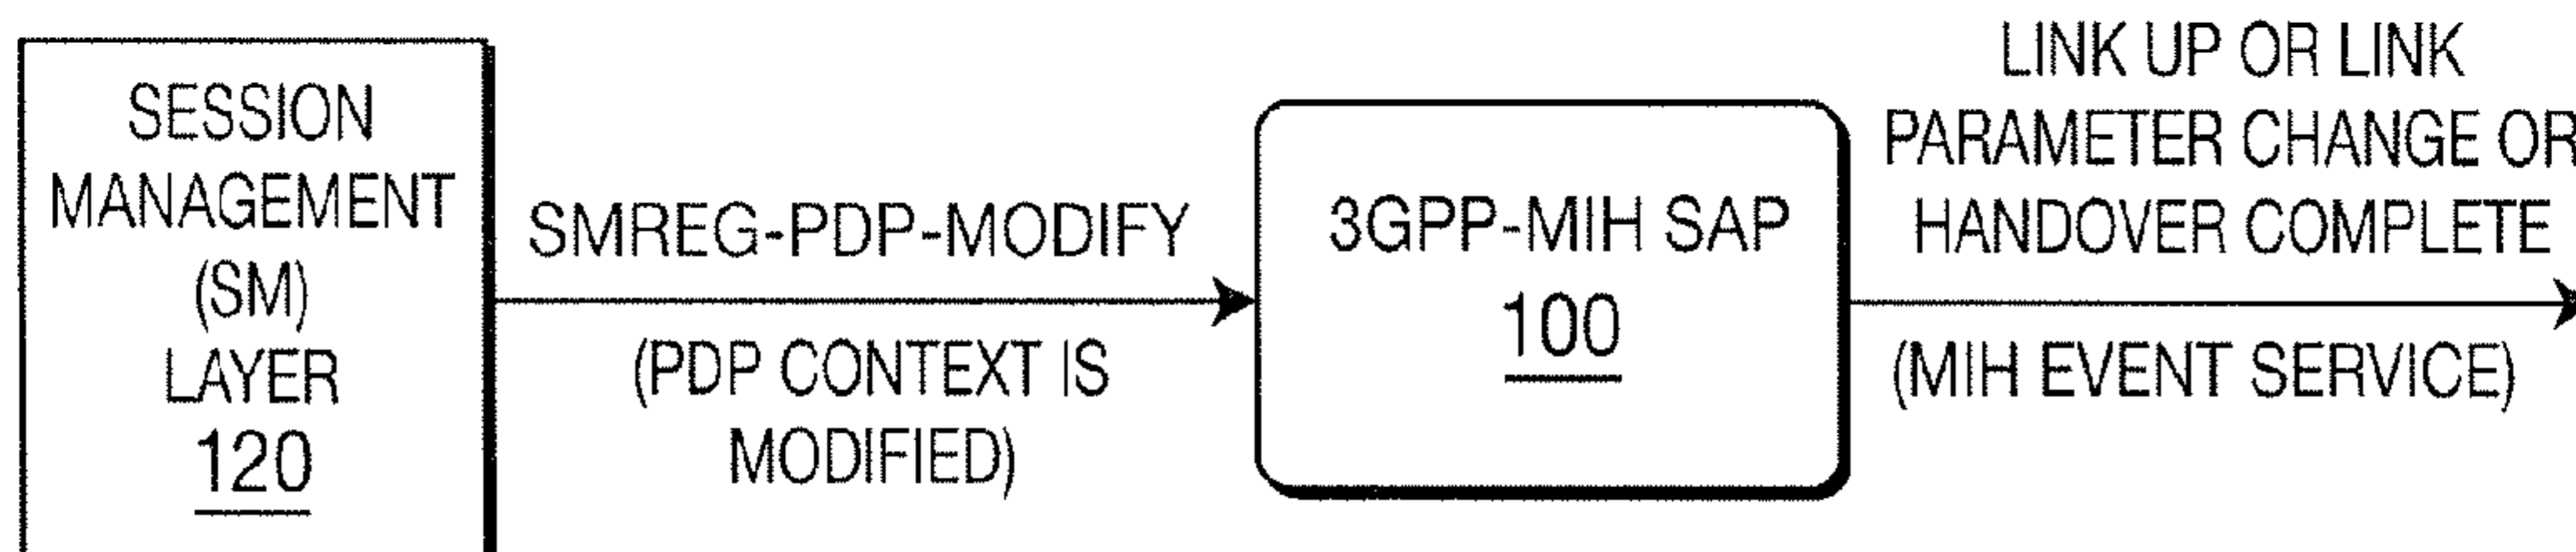 SESSION
MANAGEMENT
(SM)
LAYER
120
SMREG-PDP-MODIFY
(PDP CONTEXT IS
MODIFIED)
3GPP-MIH SAP
100
LINK UP OR LINK
PARAMETER CHANGE OR
HANDOVER COMPLETE
(MIH EVENT SERVICE)